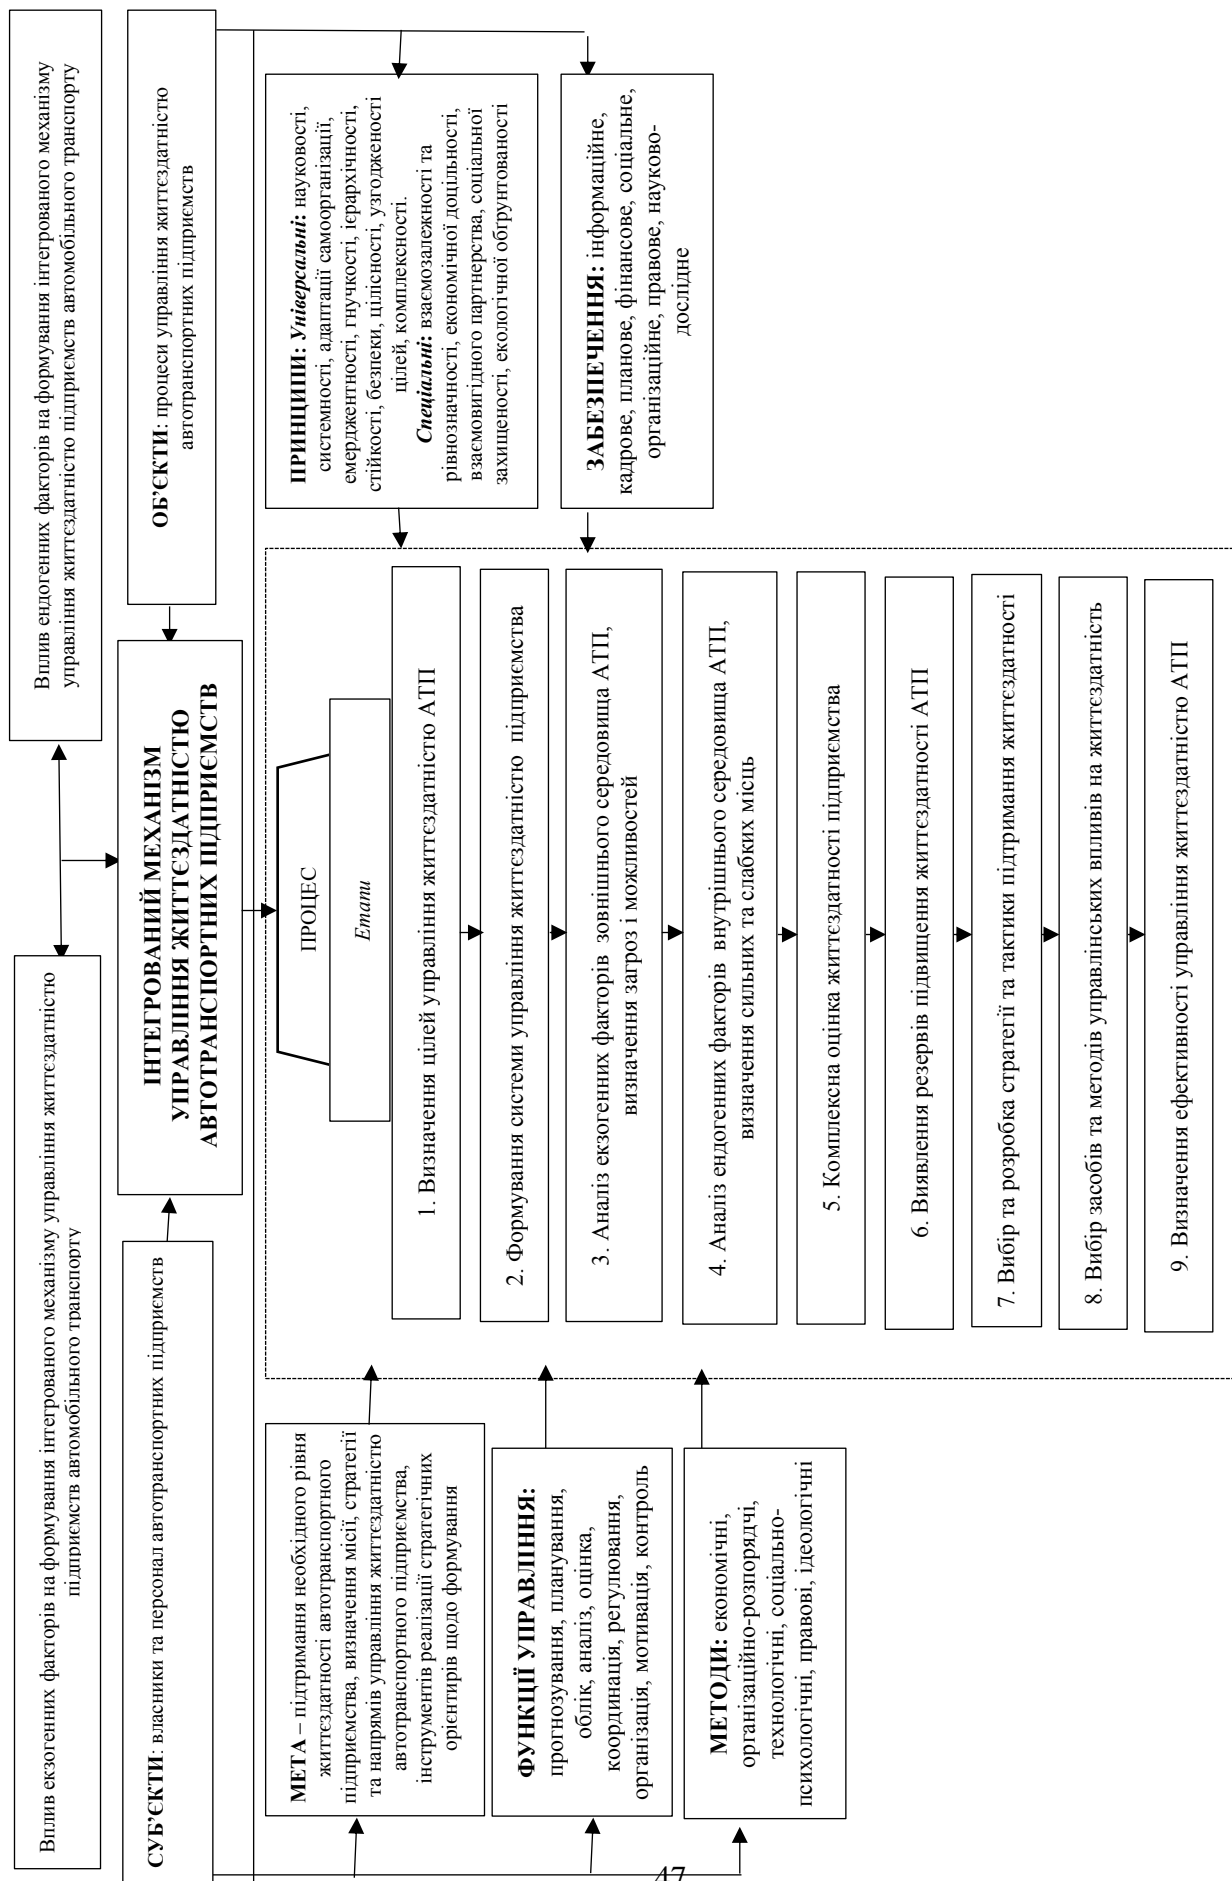 Вплив екзогенних факторів на формування інтегрованого механізму управління життєздатністю
підприємств автомобільного транспорту
Вплив ендогенних факторів на формування інтегрованого механізму
управління життєздатністю підприємств автомобільного транспорту
СУБ’ЄКТИ: власники та персонал автотранспортних підприємств
ІНТЕГРОВАНИЙ МЕХАНІЗМ
УПРАВЛІННЯ ЖИТТЄЗДАТНІСТЮ
АВТОТРАНСПОРТНИХ ПІДПРИЄМСТВ
ОБ’ЄКТИ: процеси управління життєздатністю
автотранспортних підприємств
МЕТА – підтримання необхідного рівня
життєздатності автотранспортного
підприємства, визначення місії, стратегії
та напрямів управління життєздатністю
автотранспортного підприємства,
інструментів реалізації стратегічних
орієнтирів щодо формування
ФУНКЦІЇ УПРАВЛІННЯ:
прогнозування, планування,
облік, аналіз, оцінка,
координація, регулювання,
організація, мотивація, контроль
МЕТОДИ: економічні,
організаційно-розпорядчі,
технологічні, соціально-
психологічні, правові, ідеологічні
ПРОЦЕС
Етапи
1. Визначення цілей управління життєздатністю АТП
2. Формування системи управління життєздатністю підприємства
3. Аналіз екзогенних факторів зовнішнього середовища АТП,
визначення загроз і можливостей
4. Аналіз ендогенних факторів внутрішнього середовища АТП,
визначення сильних та слабких місць
5. Комплексна оцінка життєздатності підприємства
6. Виявлення резервів підвищення життєздатності АТП
7. Вибір та розробка стратегії та тактики підтримання життєздатності
8. Вибір засобів та методів управлінських впливів на життєздатність
9. Визначення ефективності управління життєздатністю АТП
ПРИНЦИПИ: Універсальні: науковості,
системності, адаптації самоорганізації,
емерджентності, гнучкості, ієрархічності,
стійкості, безпеки, цілісності, узгодженості
цілей, комплексності.
Спеціальні: взаємозалежності та
рівнозначності, економічної доцільності,
взаємовигідного партнерства, соціальної
захищеності, екологічної обґрунтованості
ЗАБЕЗПЕЧЕННЯ: інформаційне,
кадрове, планове, фінансове, соціальне,
організаційне, правове, науково-
дослідне
47